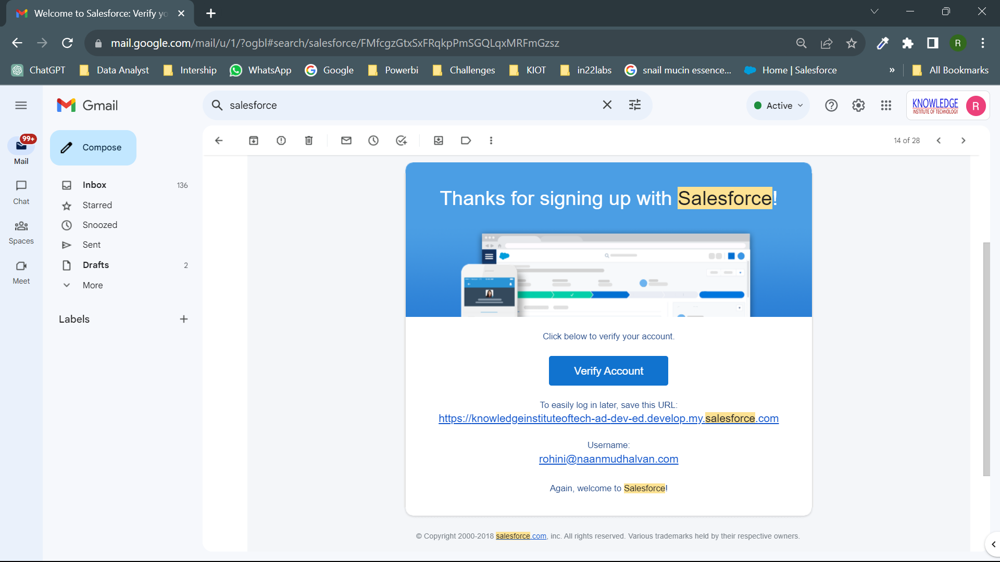 Welcome to Salesforce: Verify yo
mail.google.com/mail/u/1/?ogbl#search/salesforce/FMfcgzGtxSxFRqkpPmSGQLqxMRFmGzsz
R
ChatGPT Data Analyst Intership WhatsApp Google Powerbi Challenges KIOT in22labs snail mucin essence... Home | Salesforce » All Bookmarks
Gmail
salesforce
Active
KNOWLEDGE
INSTITUTE OF TECHNOLOGY
R
99+
Mail
Chat
Spaces
Meet
Compose
Inbox 136
Starred
Snoozed
Sent
Drafts 2
More
Labels
14 of 28
Thanks for signing up with Salesforce!
Click below to verify your account.
Verify Account
To easily log in later, save this URL:
https://knowledgeinstituteoftech-ad-dev-ed.develop.my.salesforce.com
Username:
rohini@naanmudhalvan.com
Again, welcome to Salesforce!
© Copyright 2000-2018 salesforce.com, inc. All rights reserved. Various trademarks held by their respective owners.